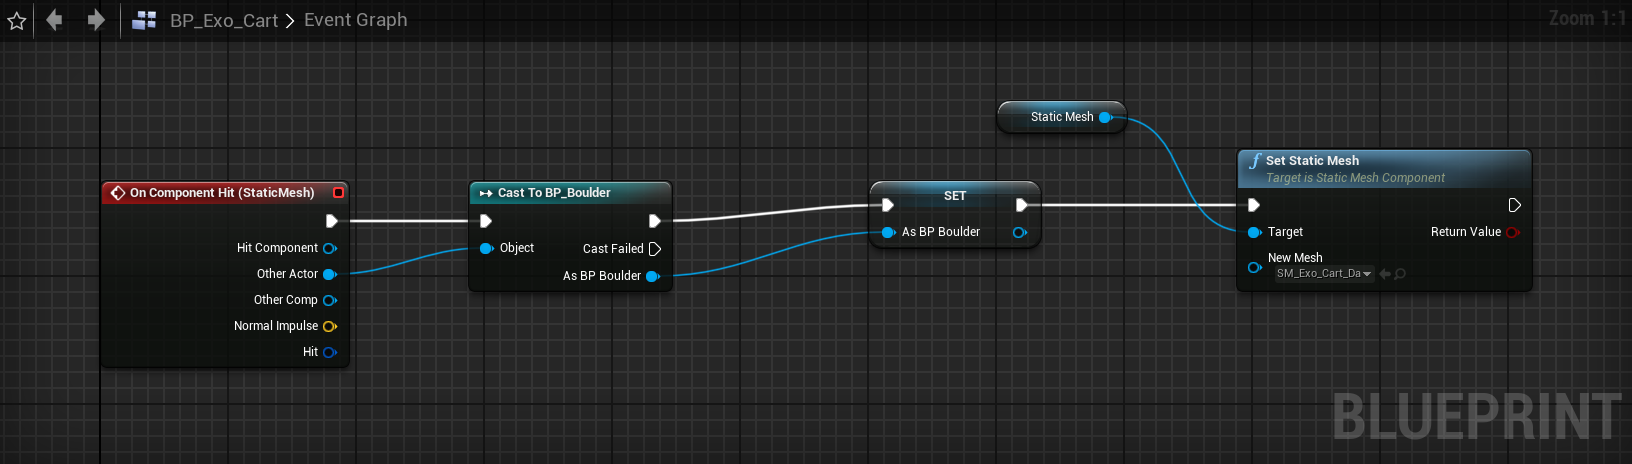 BP_Exo_Cart > Event Graph
Zoom 1:1
Static Mesh
On Component Hit (StaticMesh)
Hit Component
Other Actor
Other Comp
Normal Impulse
Hit
Cast To BP_Boulder
Object
Cast Failed
As BP Boulder
SET
As BP Boulder
f Set Static Mesh
Target is Static Mesh Component
Target
Return Value
New Mesh
SM_Exo_Cart_Da
BLUEPRINT